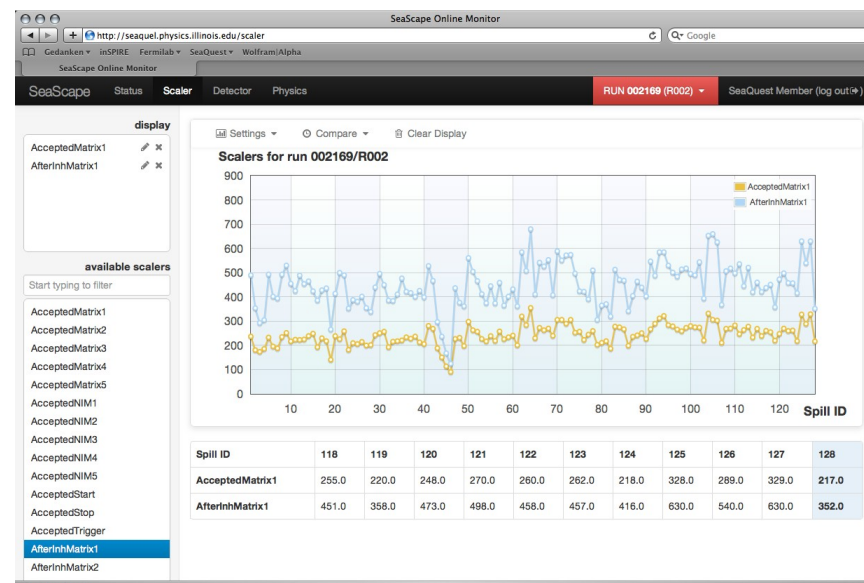 SeaScape Online Monitor
http://seaquel.physics.illinois.edu/scaler
Google
Gedanken inSPIRE Fermilab SeaQuest Wolfram|Alpha
SeaScape Online Monitor
SeaScape Status Scaler Detector Physics RUN 002169 (R002) SeaQuest Member (log out)
display
AcceptedMatrix1
AfterInhMatrix1
available scalers
Start typing to filter
AcceptedMatrix1
AcceptedMatrix2
AcceptedMatrix3
AcceptedMatrix4
AcceptedMatrix5
AcceptedNIM1
AcceptedNIM2
AcceptedNIM3
AcceptedNIM4
AcceptedNIM5
AcceptedStart
AcceptedStop
AcceptedTrigger
AfterInhMatrix1
AfterInhMatrix2
Settings Compare Clear Display
Scalers for run 002169/R002
AcceptedMatrix1
AfterInhMatrix1
900
800
700
600
500
400
300
200
100
0
10 20 30 40 50 60 70 80 90 100 110 120 Spill ID
Spill ID 118 119 120 121 122 123 124 125 126 127 128
AcceptedMatrix1 255.0 220.0 248.0 270.0 260.0 262.0 218.0 328.0 289.0 329.0 217.0
AfterInhMatrix1 451.0 358.0 473.0 498.0 458.0 457.0 416.0 630.0 540.0 630.0 352.0